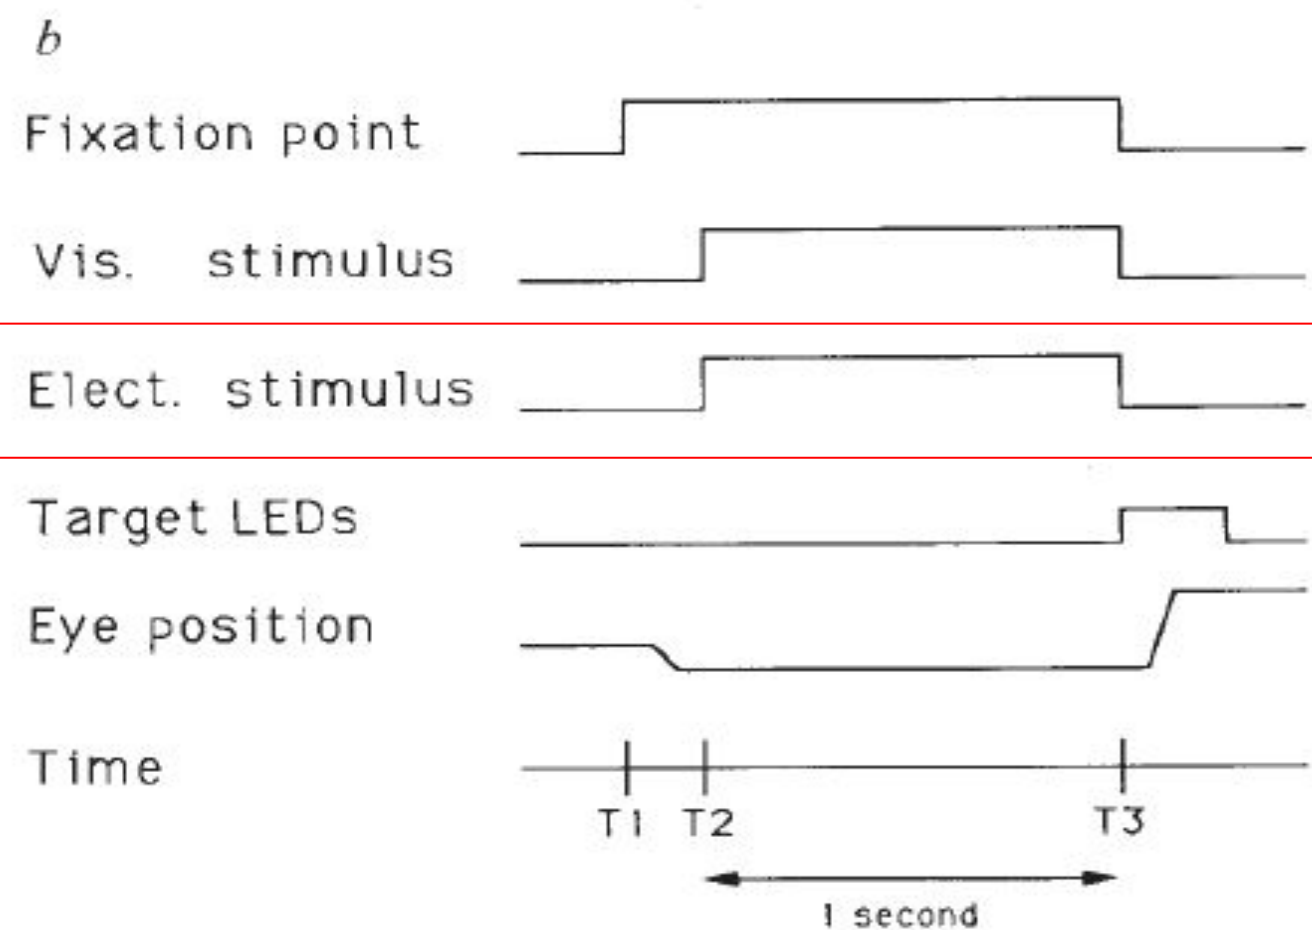 b
Fixation point
Vis. stimulus
Elect. stimulus
Target LEDs
Eye position
Time
T1 T2 T3
1 second